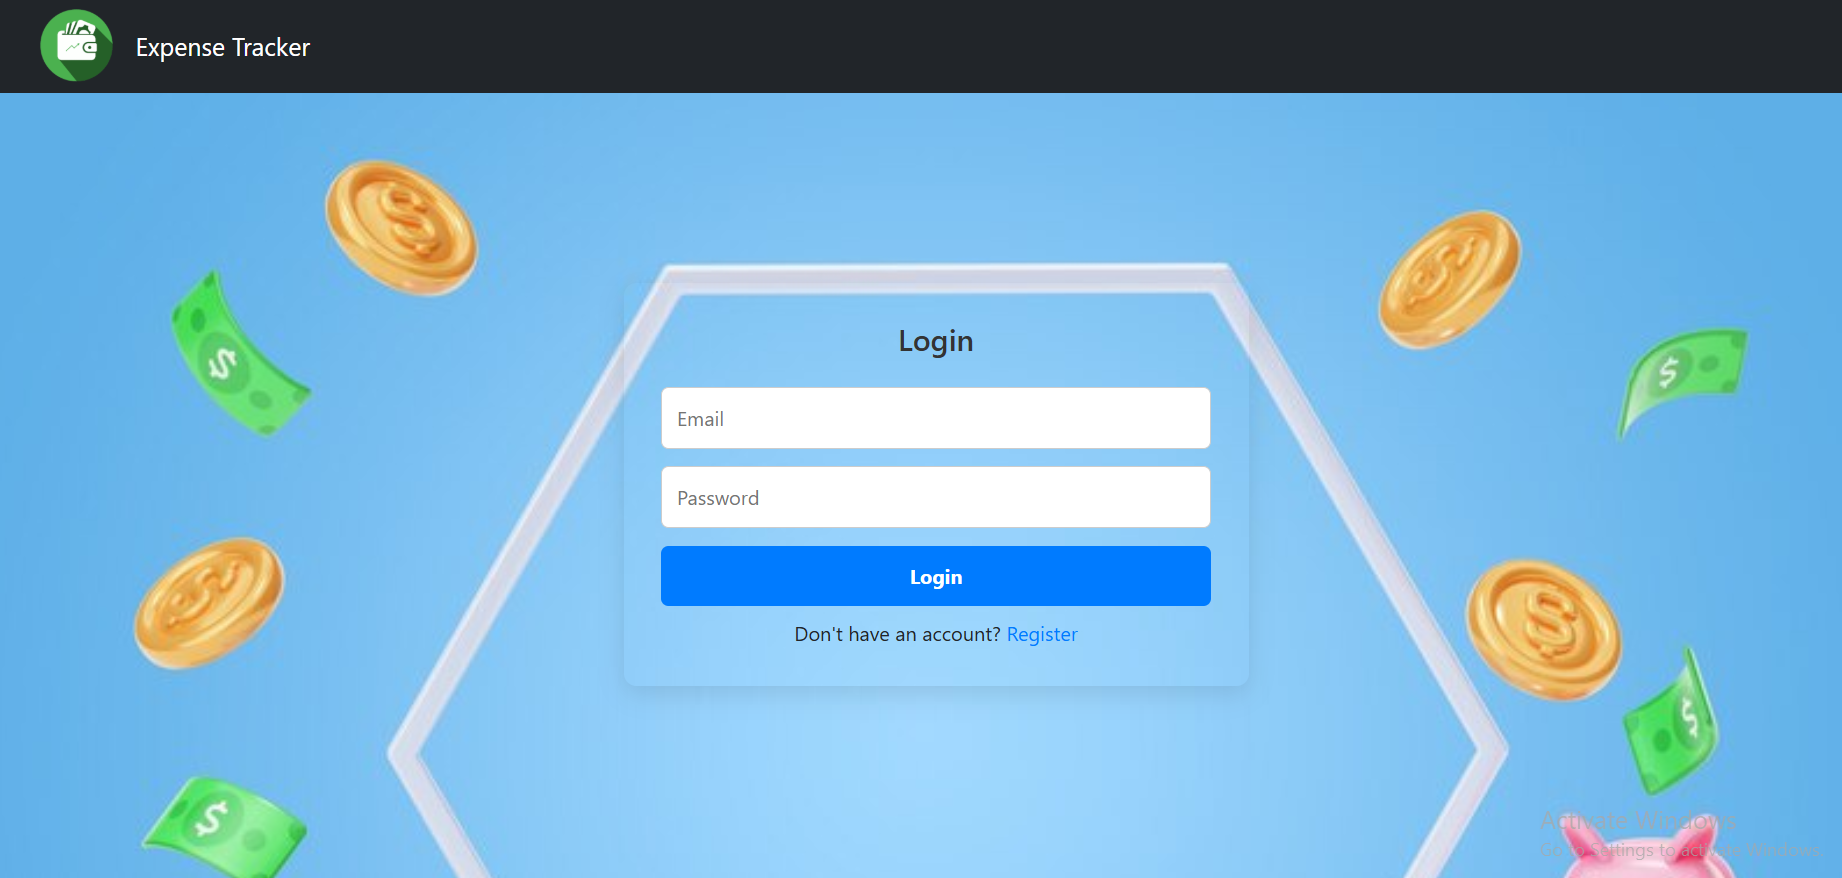 Expense Tracker
Login
Email
Password
Login
Don't have an account? Register
Activate Windows
Go to Settings to activate Windows.